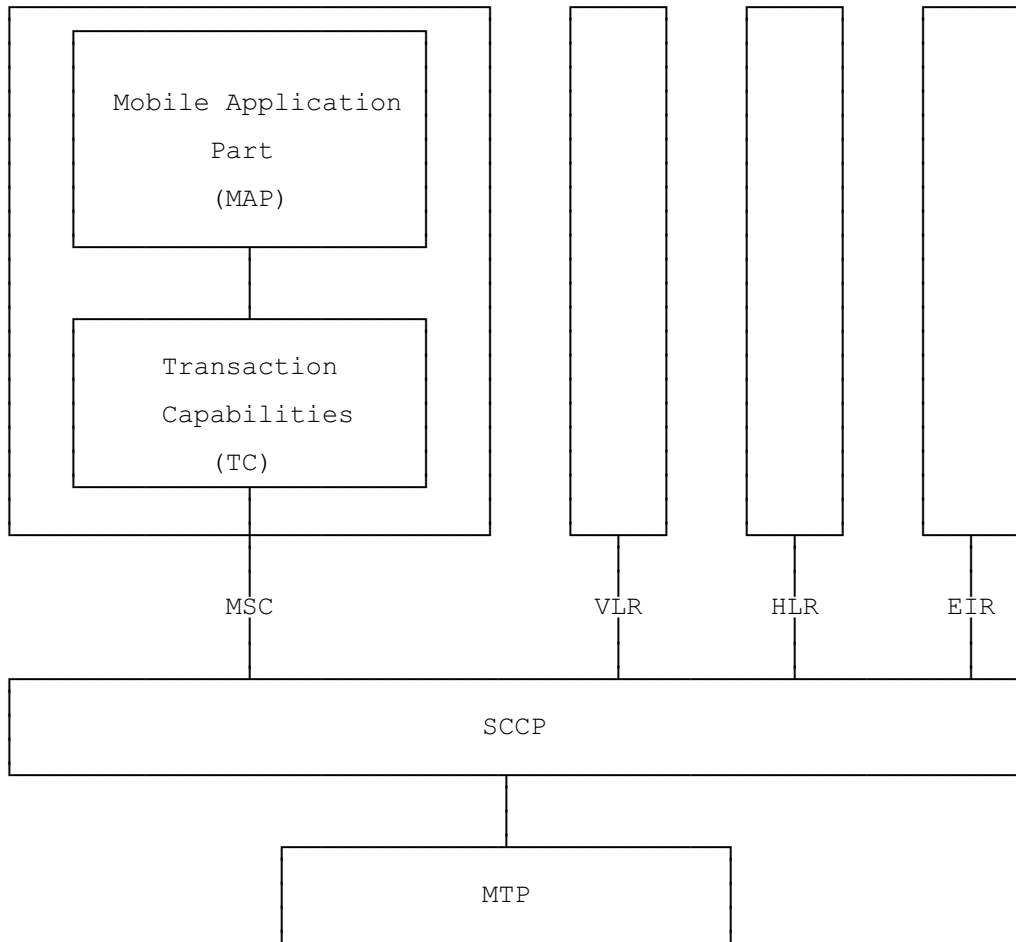 Mobile Application
Part
(MAP)
Transaction
Capabilities
(TC)
MSC VLR HLR EIR
SCCP
MTP